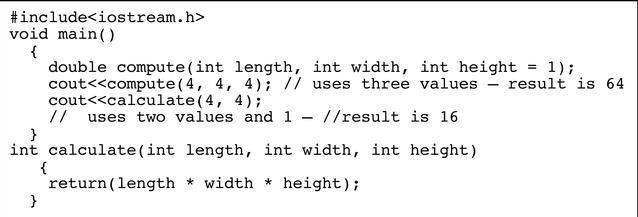 #include<iostream.h>
void main()
{
double compute(int length, int width, int height = 1);
cout<<compute(4, 4, 4); // uses three values – result is 64
cout<<calculate(4, 4);
//  uses two values and 1 – //result is 16
}
int calculate(int length, int width, int height)
{
return(length * width * height);
}